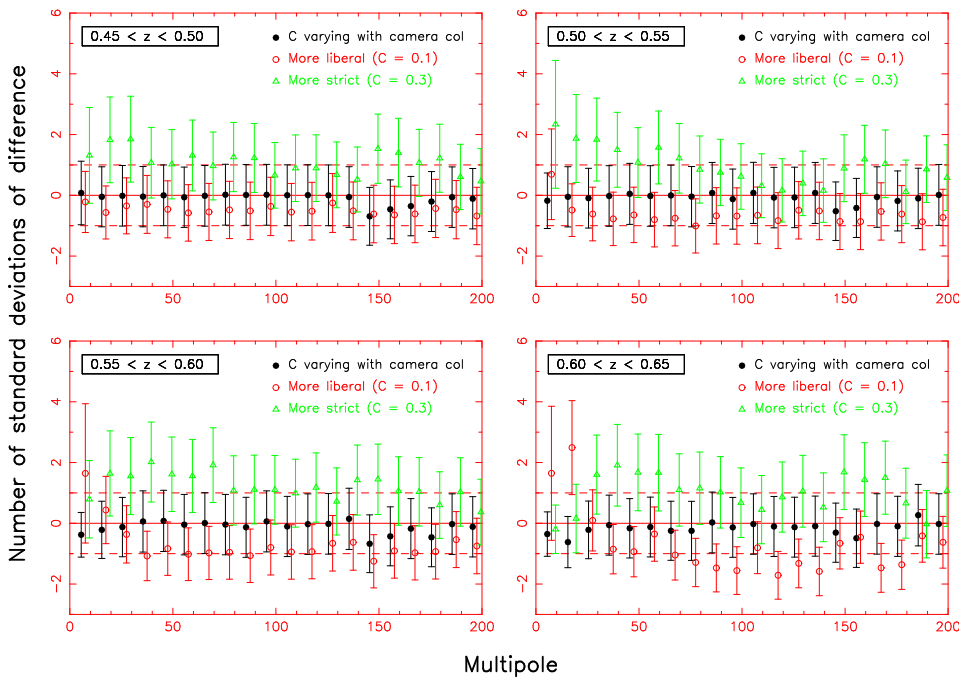 Number of standard deviations of difference
6
4
2
0
−2
0.45 < z < 0.50
C varying with camera col
More liberal (C = 0.1)
More strict (C = 0.3)
0 50 100 150 200
6
4
2
0
−2
0.50 < z < 0.55
C varying with camera col
More liberal (C = 0.1)
More strict (C = 0.3)
0 50 100 150 200
6
4
2
0
−2
0.55 < z < 0.60
C varying with camera col
More liberal (C = 0.1)
More strict (C = 0.3)
0 50 100 150 200
6
4
2
0
−2
0.60 < z < 0.65
C varying with camera col
More liberal (C = 0.1)
More strict (C = 0.3)
0 50 100 150 200
Multipole